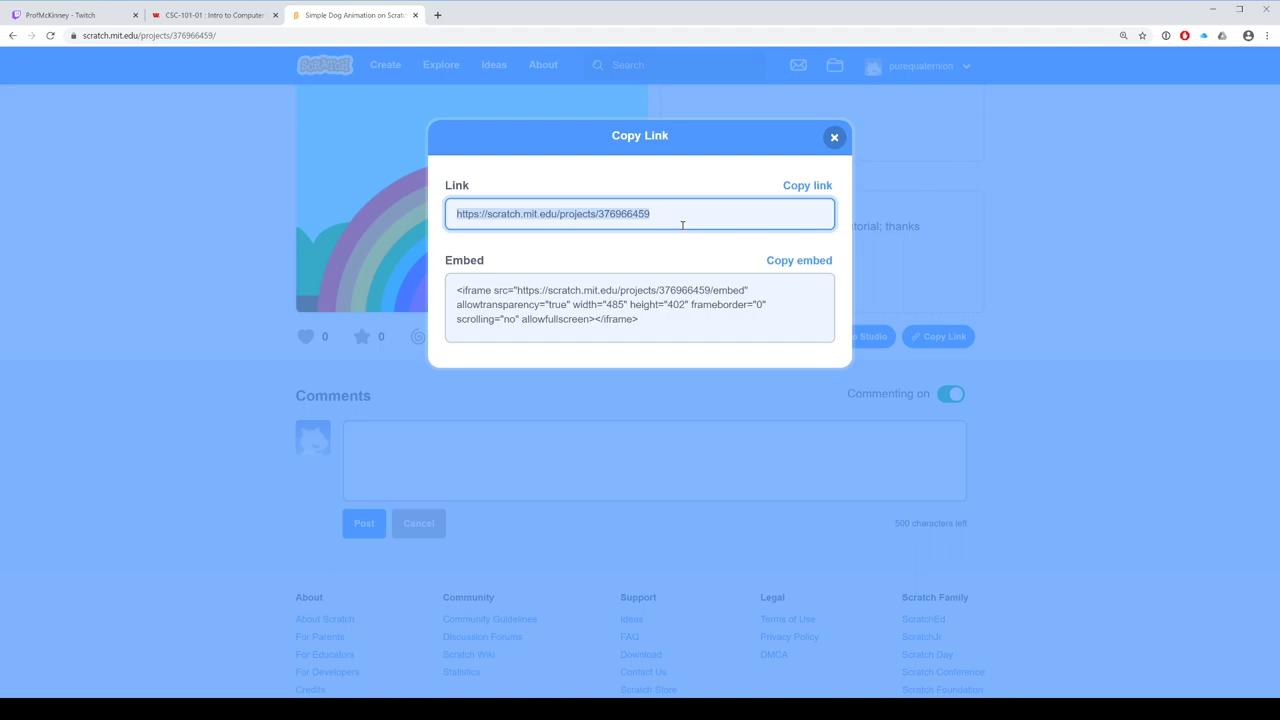 ProfMcKinney - Twitch
CSC-101-01 : Intro to Computer
Simple Dog Animation on Scratch
scratch.mit.edu/projects/376966459/
SCRATCH
Create
Explore
Ideas
About
Search
purequaternion
Copy Link
Link
Copy link
https://scratch.mit.edu/projects/376966459
Embed
Copy embed
<iframe src="https://scratch.mit.edu/projects/376966459/embed"
allowtransparency="true" width="485" height="402" frameborder="0"
scrolling="no" allowfullscreen></iframe>
thanks
0
0
Studio
Copy Link
Comments
Commenting on
Post
Cancel
500 characters left
About
Community
Support
Legal
Scratch Family
About Scratch
Community Guidelines
Ideas
Terms of Use
ScratchEd
For Parents
Discussion Forums
FAQ
Privacy Policy
ScratchJr
For Educators
Scratch Wiki
Download
DMCA
Scratch Day
For Developers
Statistics
Contact Us
Scratch Conference
Credits
Scratch Store
Scratch Foundation